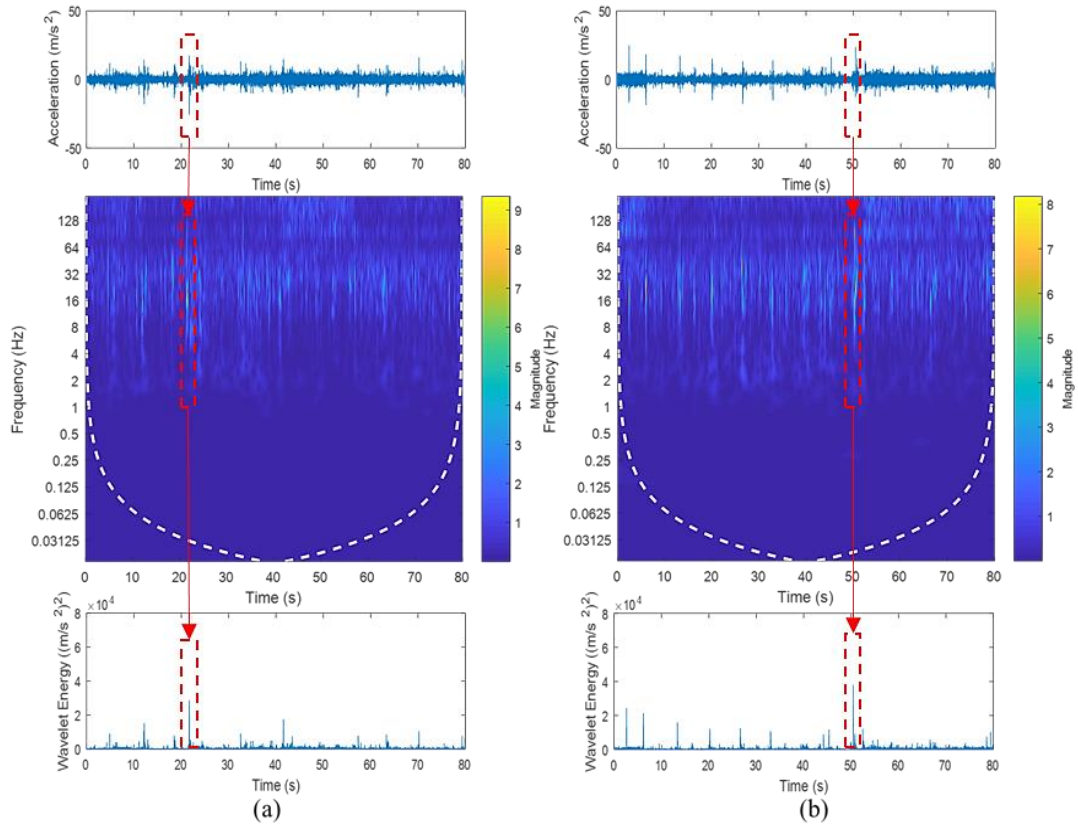 50
0
-50
Acceleration (m/s²)
0 10 20 30 40 50 60 70 80
Time (s)
128
64
32
16
8
4
2
1
0.5
0.25
0.125
0.0625
0.03125
Frequency (Hz)
0 10 20 30 40 50 60 70 80
Time (s)
9
8
7
6
5
4
3
2
1
Magnitude
×10⁴
8
6
4
2
0
Wavelet Energy ((m/s²)²)
0 10 20 30 40 50 60 70 80
Time (s)
(a)
50
0
-50
Acceleration (m/s²)
0 10 20 30 40 50 60 70 80
Time (s)
128
64
32
16
8
4
2
1
0.5
0.25
0.125
0.0625
0.03125
Frequency (Hz)
0 10 20 30 40 50 60 70 80
Time (s)
8
7
6
5
4
3
2
1
Magnitude
×10⁴
8
6
4
2
0
Wavelet Energy ((m/s²)²)
0 10 20 30 40 50 60 70 80
Time (s)
(b)